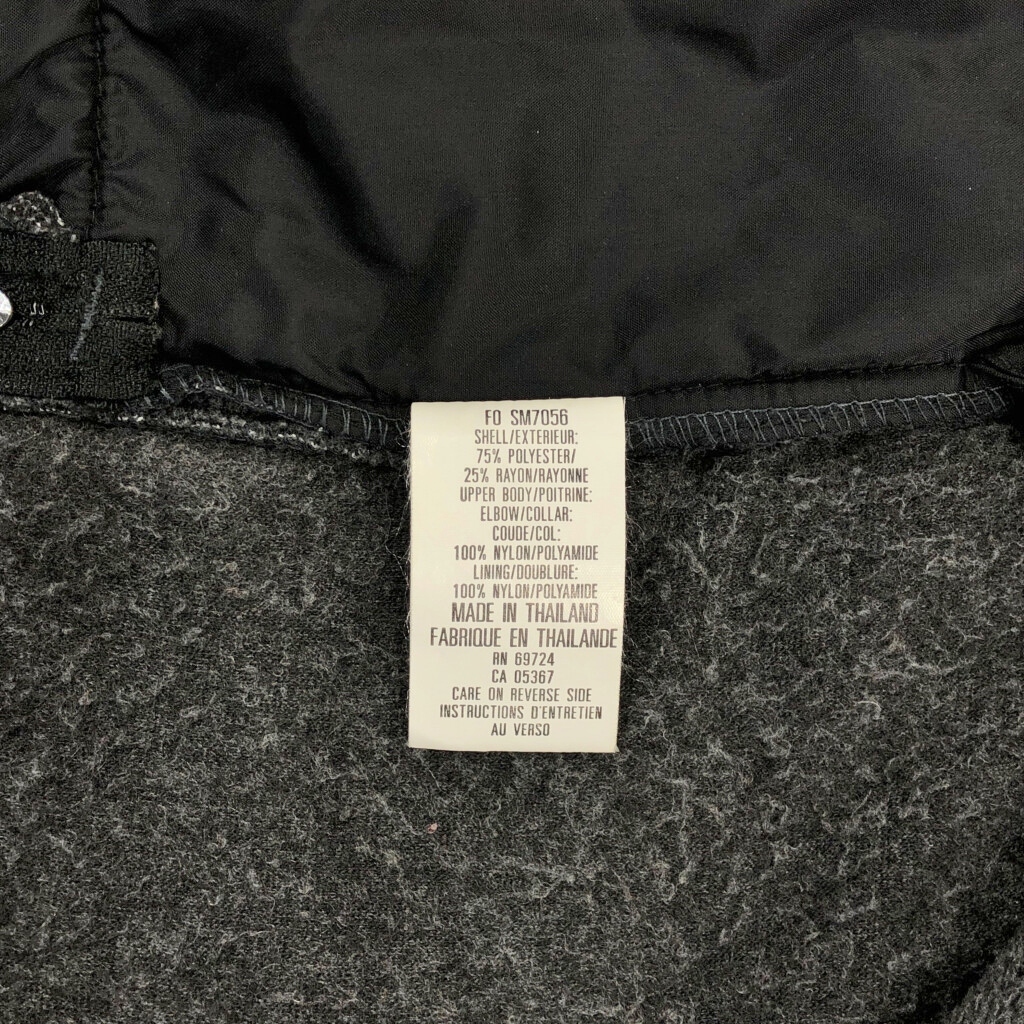 FO SM7056
SHELL/EXTERIEUR:
75% POLYESTER/
25% RAYON/RAYONNE
UPPER BODY/POITRINE:
ELBOW/COLLAR:
COUDE/COL:
100% NYLON/POLYAMIDE
LINING/DOUBLURE:
100% NYLON/POLYAMIDE
MADE IN THAILAND
FABRIQUE EN THAILANDE
RN 69724
CA 05367
CARE ON REVERSE SIDE
INSTRUCTIONS D'ENTRETIEN
AU VERSO